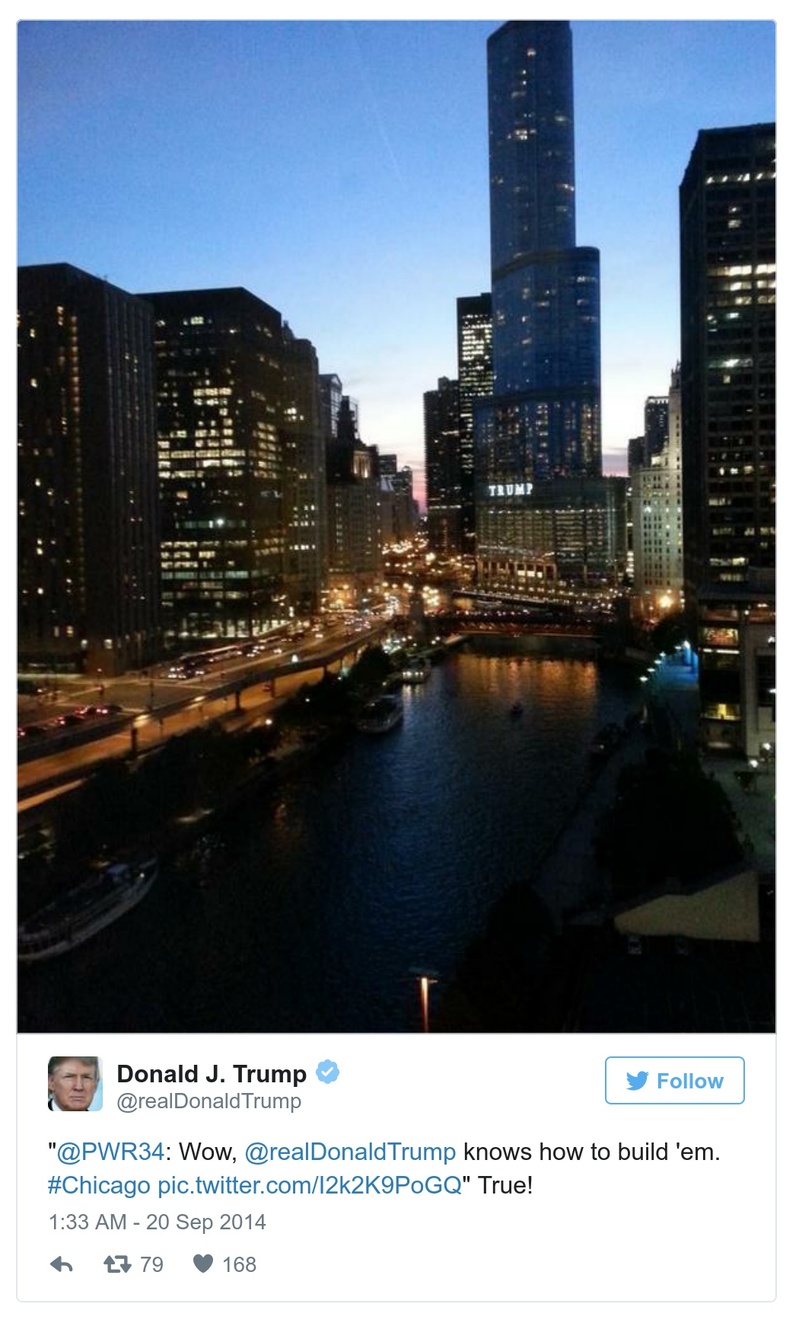 TRUMP
Donald J. Trump
@realDonaldTrump
Follow
"@PWR34: Wow, @realDonaldTrump knows how to build 'em.
#Chicago pic.twitter.com/I2k2K9PoGQ" True!
1:33 AM - 20 Sep 2014
79 168